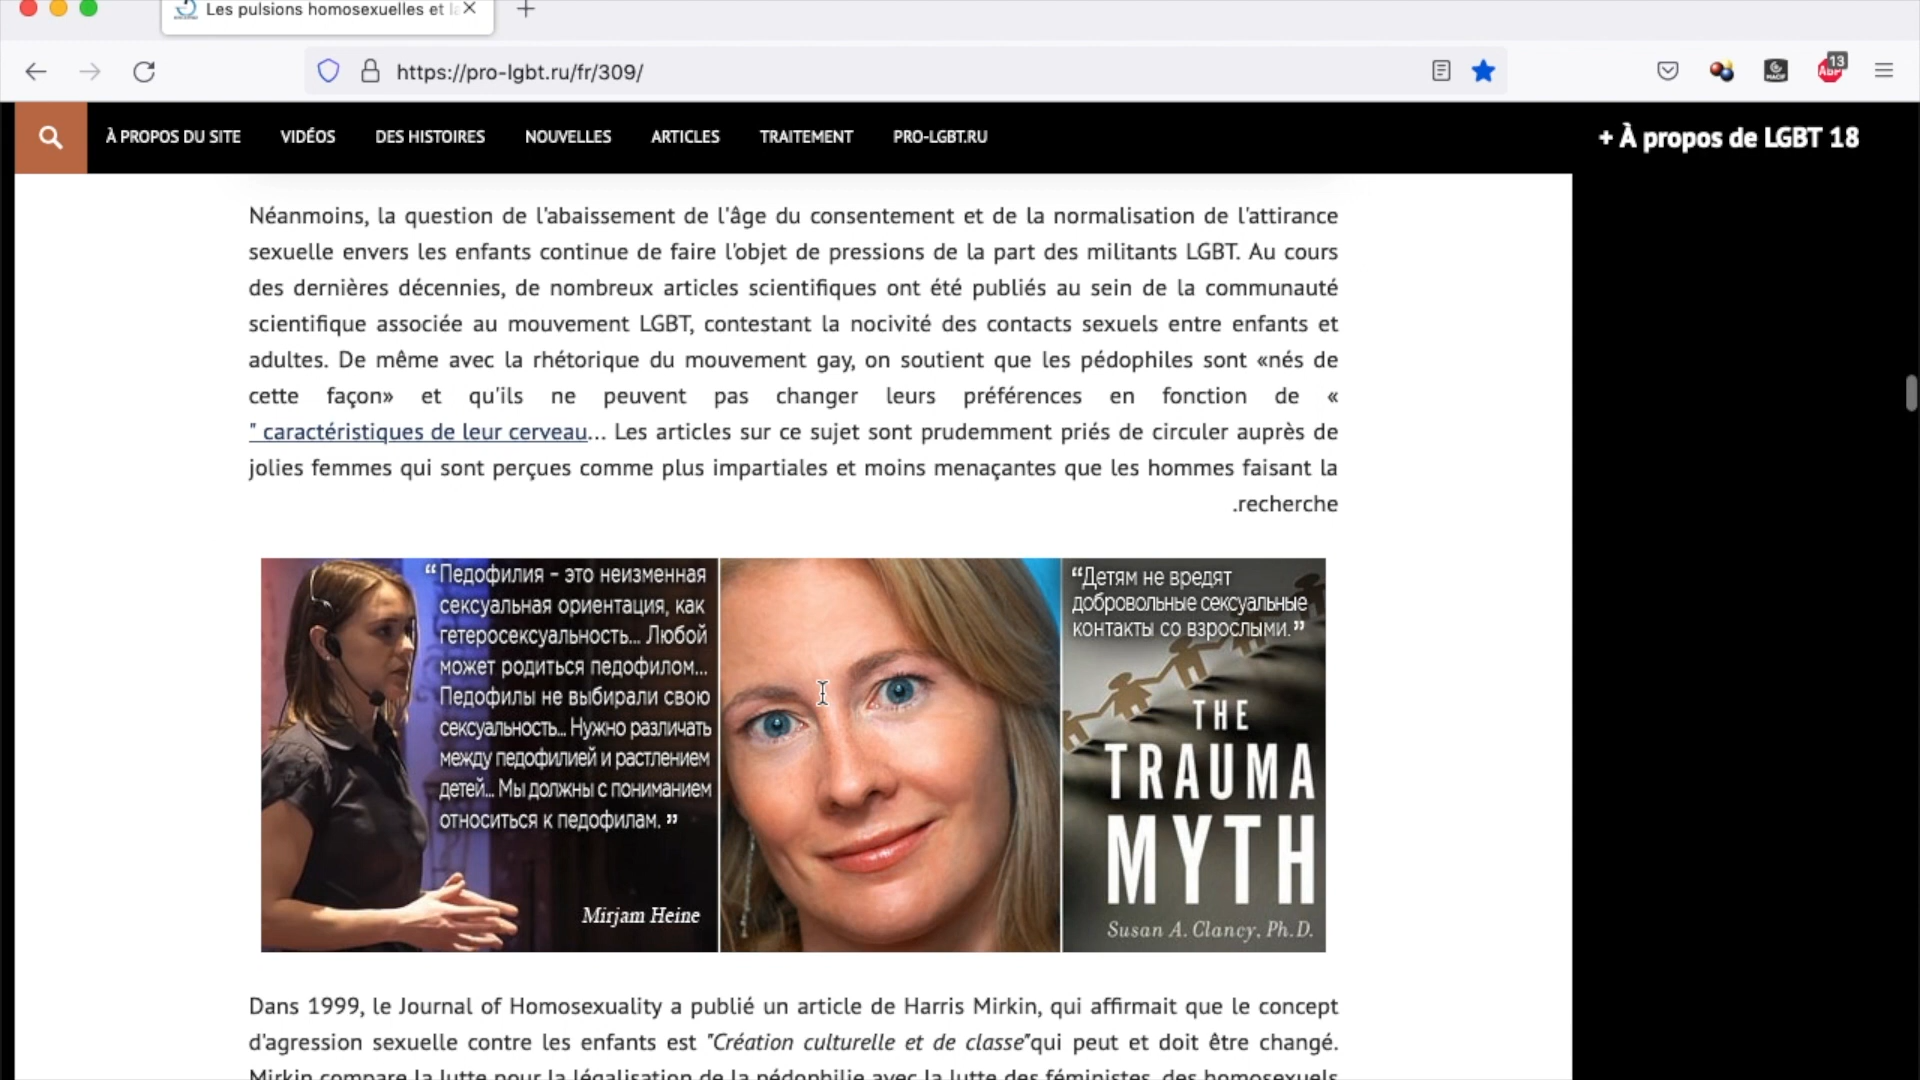 Les pulsions homosexuelles et la
https://pro-lgbt.ru/fr/309/
13
ABP
À PROPOS DU SITE VIDÉOS DES HISTOIRES NOUVELLES ARTICLES TRAITEMENT PRO-LGBT.RU
+ À propos de LGBT 18
Néanmoins, la question de l'abaissement de l'âge du consentement et de la normalisation de l'attirance
sexuelle envers les enfants continue de faire l'objet de pressions de la part des militants LGBT. Au cours
des dernières décennies, de nombreux articles scientifiques ont été publiés au sein de la communauté
scientifique associée au mouvement LGBT, contestant la nocivité des contacts sexuels entre enfants et
adultes. De même avec la rhétorique du mouvement gay, on soutient que les pédophiles sont «nés de
cette façon» et qu'ils ne peuvent pas changer leurs préférences en fonction de «
" caractéristiques de leur cerveau... Les articles sur ce sujet sont prudemment priés de circuler auprès de
jolies femmes qui sont perçues comme plus impartiales et moins menaçantes que les hommes faisant la
.recherche
“Педофилия – это неизменная
сексуальная ориентация, как
гетеросексуальность... Любой
может родиться педофилом...
Педофилы не выбирали свою
сексуальность... Нужно различать
между педофилией и растлением
детей... Мы должны с пониманием
относиться к педофилам.”
Mirjam Heine
“Детям не вредят
добровольные сексуальные
контакты со взрослыми.”
THE
TRAUMA
MYTH
Susan A. Clancy, Ph.D.
Dans 1999, le Journal of Homosexuality a publié un article de Harris Mirkin, qui affirmait que le concept
d'agression sexuelle contre les enfants est "Création culturelle et de classe"qui peut et doit être changé.
Mirkin compare la lutte pour la légalisation de la pédophilie avec la lutte des féministes, des homosexuels